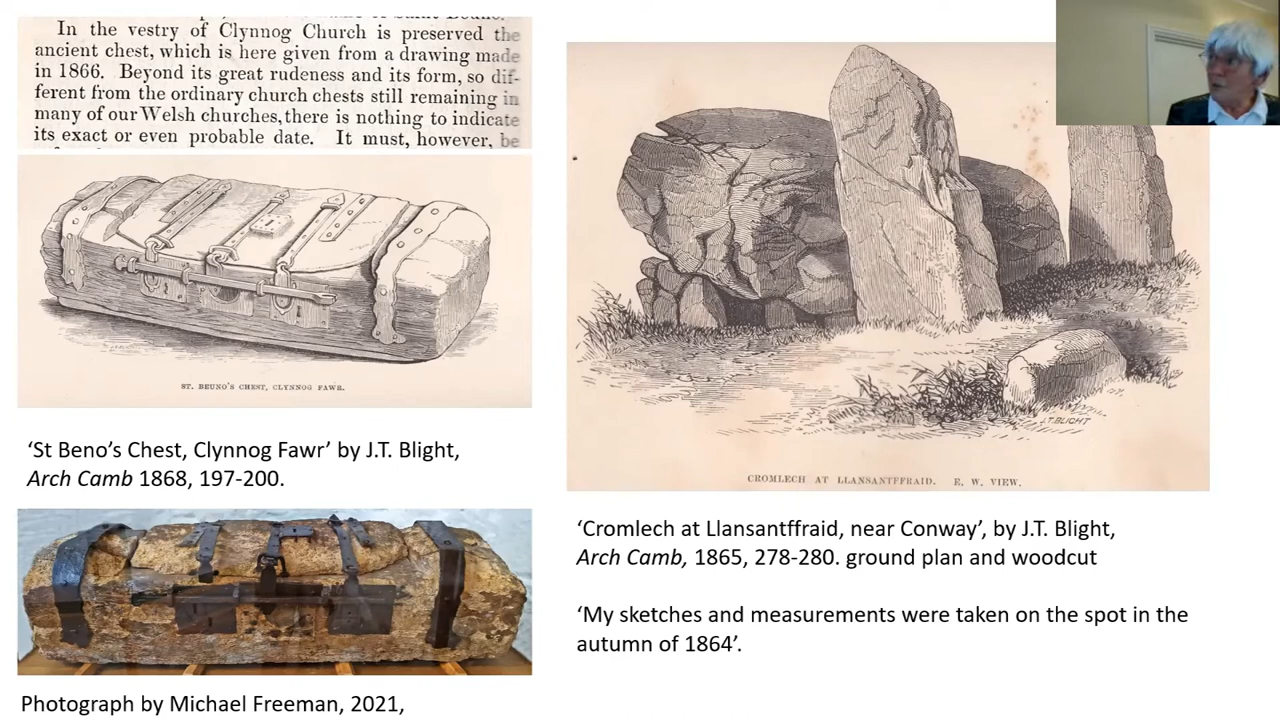 In the vestry of Clynnog Church is preserved the
ancient chest, which is here given from a drawing made
in 1866. Beyond its great rudeness and its form, so dif-
ferent from the ordinary church chests still remaining in
many of our Welsh churches, there is nothing to indicate
its exact or even probable date. It must, however, be
ST. BEUNO'S CHEST, CLYNNOG FAWR.
‘St Beno’s Chest, Clynnog Fawr’ by J.T. Blight,
Arch Camb 1868, 197-200.
Photograph by Michael Freeman, 2021,
J.T.BLIGHT
CROMLECH AT LLANSANTFFRAID. E. W. VIEW.
‘Cromlech at Llansantffraid, near Conway’, by J.T. Blight,
Arch Camb, 1865, 278-280. ground plan and woodcut
‘My sketches and measurements were taken on the spot in the
autumn of 1864’.